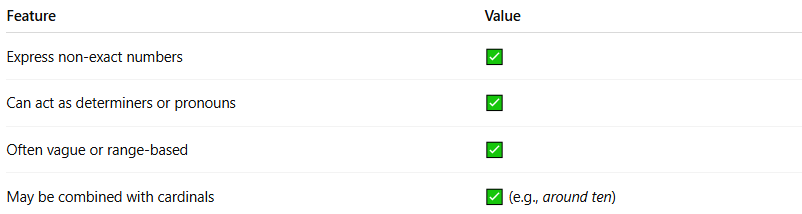 Feature Value
Express non-exact numbers ✅
Can act as determiners or pronouns ✅
Often vague or range-based ✅
May be combined with cardinals ✅ (e.g., around ten)